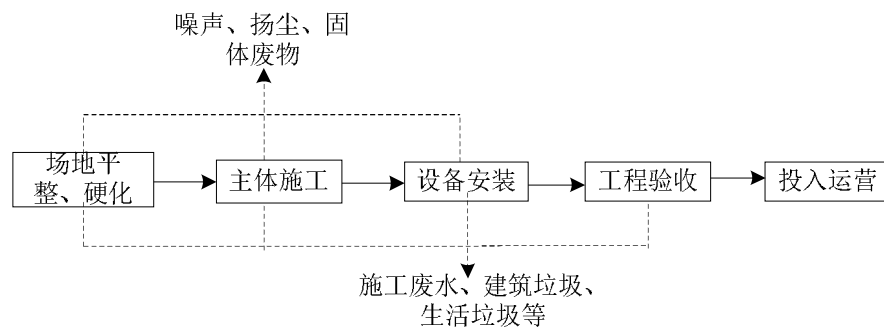 噪声、扬尘、固
体废物
场地平
整、硬化
主体施工
设备安装
工程验收
投入运营
施工废水、建筑垃圾、
生活垃圾等